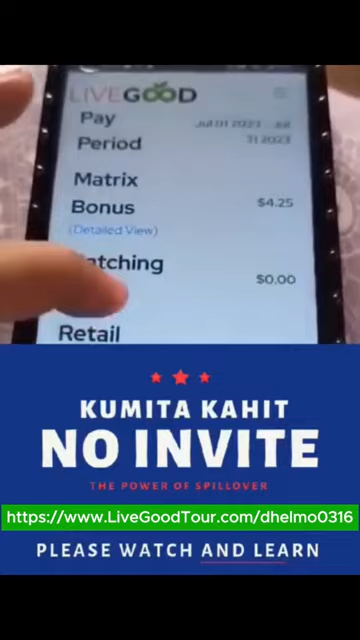 LIVEGOOD
Pay
Period
Jul 01 2023 - Jul
31 2023
Matrix
Bonus
$4.25
(Detailed View)
Matching
$0.00
Retail
KUMITA KAHIT
NO INVITE
THE POWER OF SPILLOVER
https://www.LiveGoodTour.com/dhelmo0316
PLEASE WATCH AND LEARN